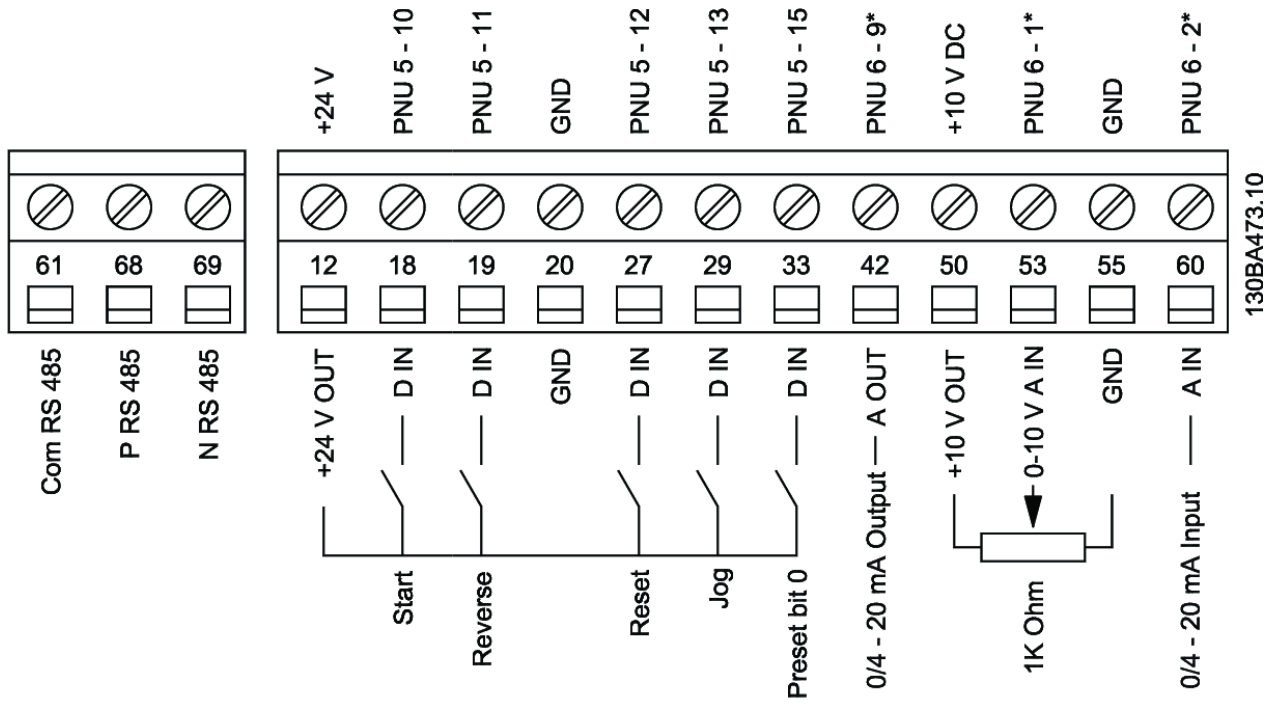 +24 V
PNU 5 - 10
PNU 5 - 11
GND
PNU 5 - 12
PNU 5 - 13
PNU 5 - 15
PNU 6 - 9*
+10 V DC
PNU 6 - 1*
GND
PNU 6 - 2*
61 68 69
12 18 19 20 27 29 33 42 50 53 55 60
Com RS 485
P RS 485
N RS 485
+24 V OUT
D IN
D IN
GND
D IN
D IN
D IN
0/4 - 20 mA Output A OUT
+10 V OUT
0-10 V A IN
GND
0/4 - 20 mA Input A IN
Start
Reverse
Reset
Jog
Preset bit 0
1K Ohm
130BA473.10